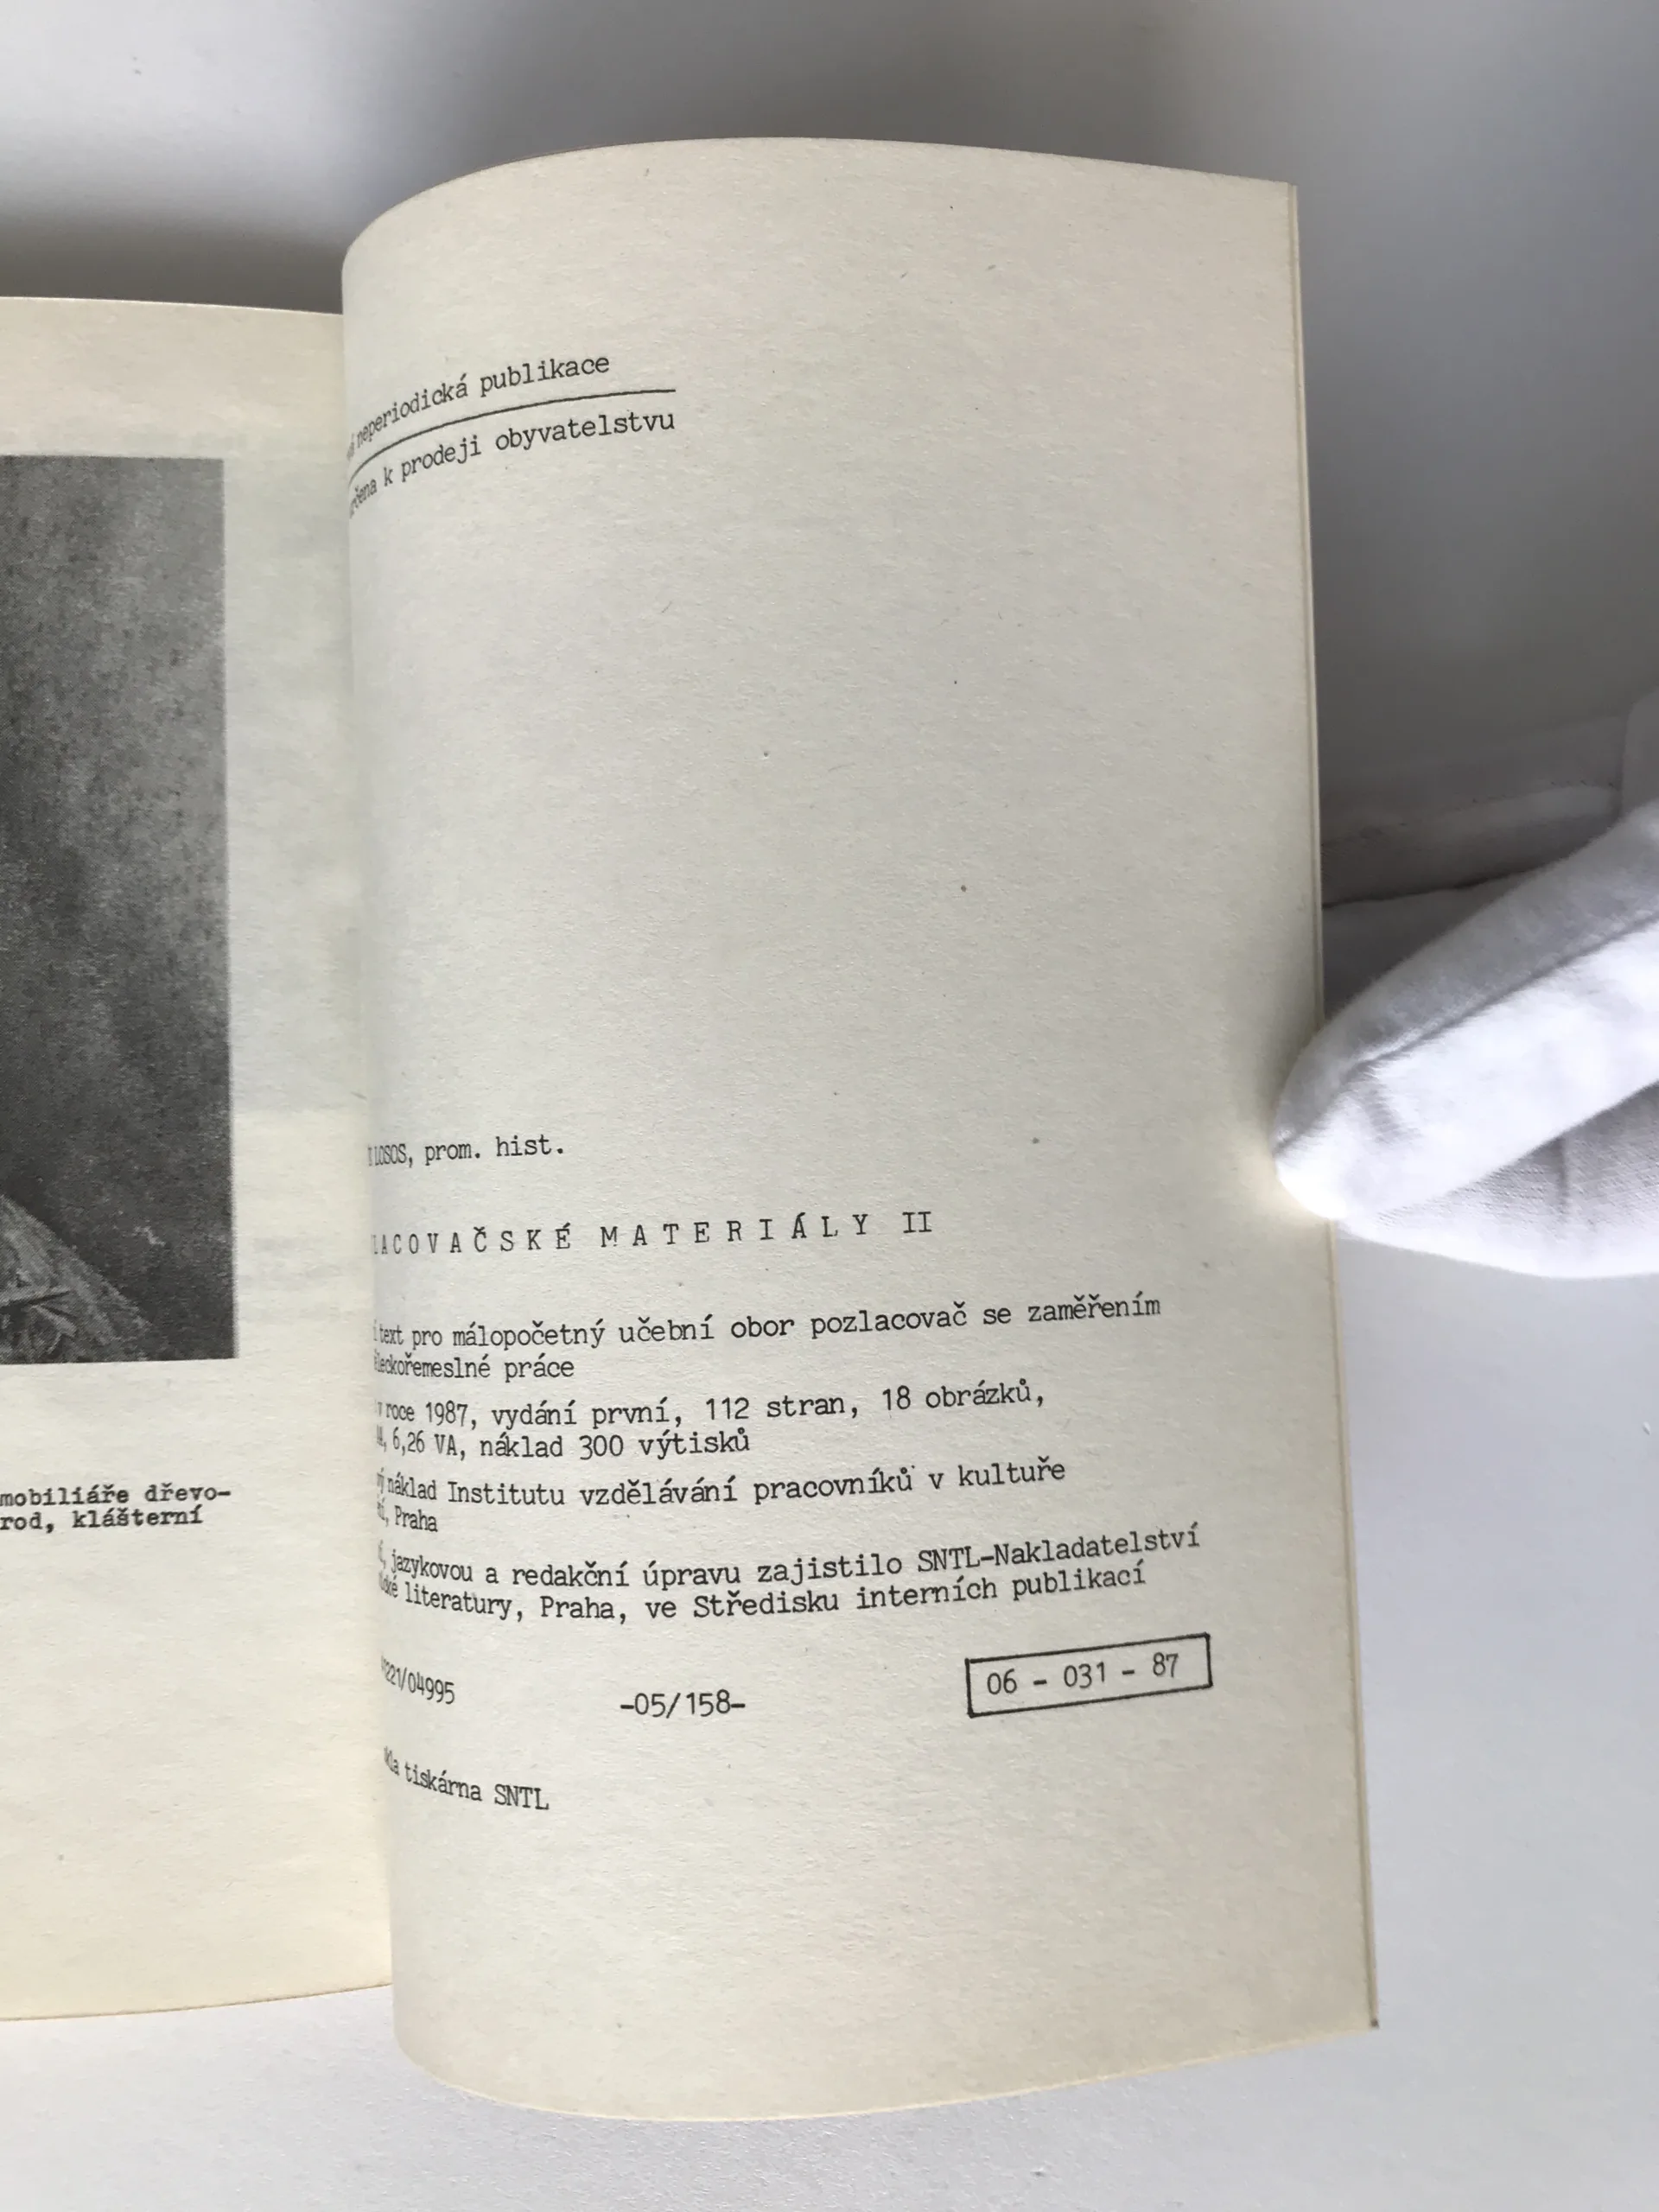 mobiliáře dřevo-
rod, klášterní
neperiodická publikace
k prodeji obyvatelstvu
LOSOS, prom. hist.
MATERIÁLY II
text pro málopočetný učební obor pozlacovač se zaměřením
práce
roce 1987, vydání první, 112 stran, 18 obrázků,
6,26 VA, náklad 300 výtisků
náklad Institutu vzdělávání pracovníků v kultuře
Praha
jazykovou a redakční úpravu zajistilo SNTL-Nakladatelství
literatury, Praha, ve Středisku interních publikací
-05/158-
06 - 031 - 87
tiskárna SNTL